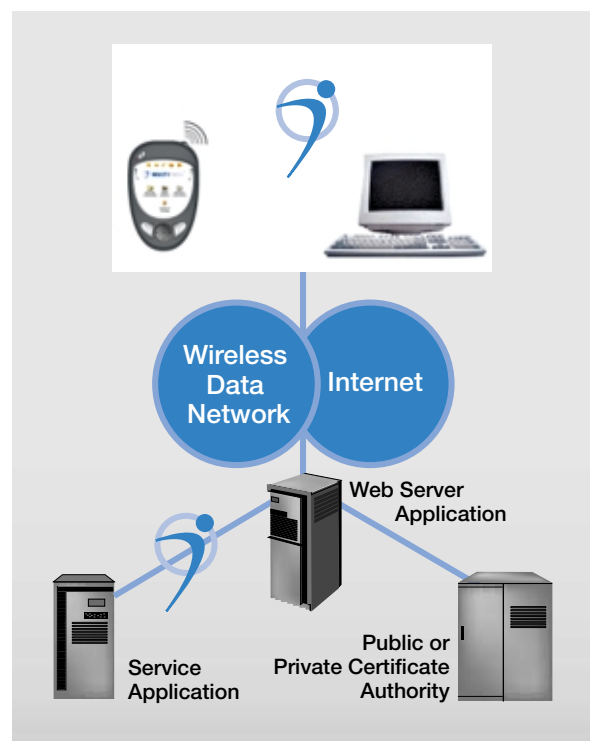 Wireless
Data
Network
Internet
Web Server
Application
Service
Application
Public or
Private Certificate
Authority